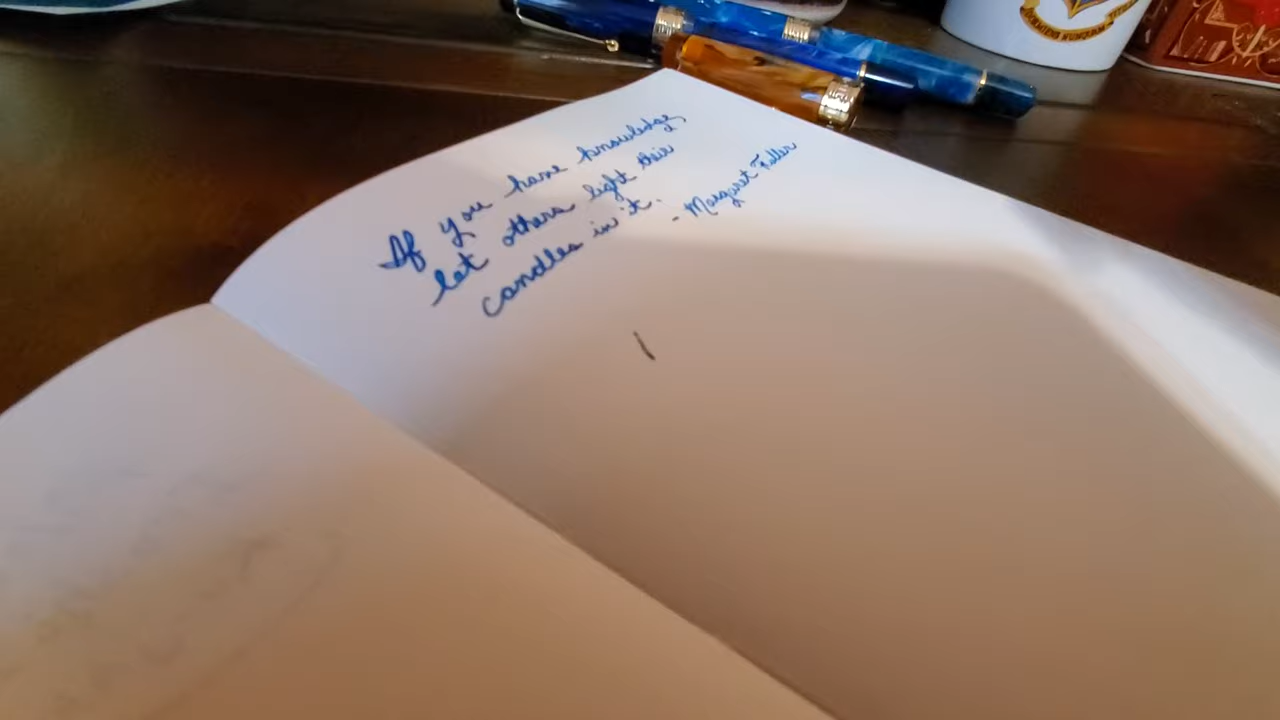 If you have knowledge,
let others light their
candles in it.
- Margaret Fuller